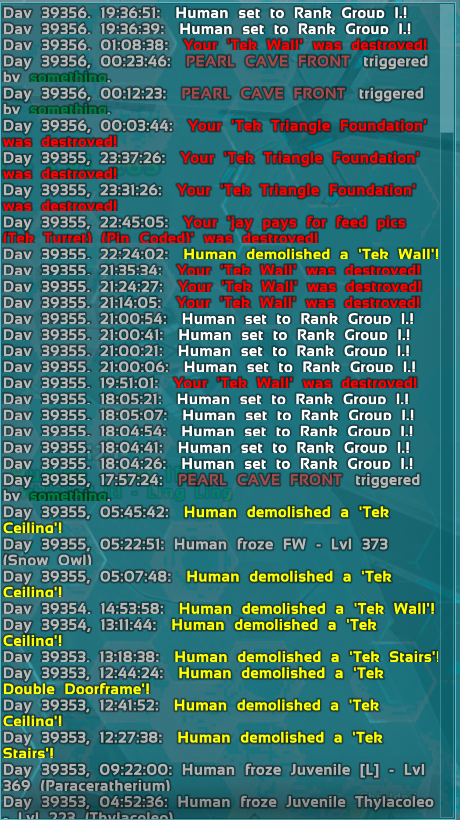 Day 39356, 19:36:51: Human set to Rank Group 1.!
Day 39356, 19:36:39: Human set to Rank Group 1.!
Day 39356, 01:08:38: Your 'Tek Wall' was destroyed!
Day 39356, 00:23:46: PEARL CAVE FRONT triggered
by something.
Day 39356, 00:12:23: PEARL CAVE FRONT triggered
by something.
Day 39356, 00:03:44: Your 'Tek Triangle Foundation'
was destroyed!
Day 39355, 23:37:26: Your 'Tek Triangle Foundation'
was destroyed!
Day 39355, 23:31:26: Your 'Tek Triangle Foundation'
was destroyed!
Day 39355, 22:45:05: Your 'jay pays for feed pics
(Tek Turret) (Pin Coded)' was destroyed!
Day 39355, 22:24:02: Human demolished a 'Tek Wall'!
Day 39355, 21:35:34: Your 'Tek Wall' was destroyed!
Day 39355, 21:24:27: Your 'Tek Wall' was destroyed!
Day 39355, 21:14:05: Your 'Tek Wall' was destroyed!
Day 39355, 21:00:54: Human set to Rank Group 1.!
Day 39355, 21:00:41: Human set to Rank Group 1.!
Day 39355, 21:00:21: Human set to Rank Group 1.!
Day 39355, 21:00:06: Human set to Rank Group 1.!
Day 39355, 19:51:01: Your 'Tek Wall' was destroyed!
Day 39355, 18:05:21: Human set to Rank Group 1.!
Day 39355, 18:05:07: Human set to Rank Group 1.!
Day 39355, 18:04:54: Human set to Rank Group 1.!
Day 39355, 18:04:41: Human set to Rank Group 1.!
Day 39355, 18:04:26: Human set to Rank Group 1.!
Day 39355, 17:57:24: PEARL CAVE FRONT triggered
by something.
Day 39355, 05:45:42: Human demolished a 'Tek
Ceiling'!
Day 39355, 05:22:51: Human froze FW - Lvl 373
(Snow Owl)
Day 39355, 05:07:48: Human demolished a 'Tek
Ceiling'!
Day 39354, 14:53:58: Human demolished a 'Tek Wall'!
Day 39354, 13:11:44: Human demolished a 'Tek
Ceiling'!
Day 39353, 13:18:38: Human demolished a 'Tek Stairs'!
Day 39353, 12:44:24: Human demolished a 'Tek
Double Doorframe'!
Day 39353, 12:41:52: Human demolished a 'Tek
Ceiling'!
Day 39353, 12:27:38: Human demolished a 'Tek
Stairs'!
Day 39353, 09:22:00: Human froze Juvenile [L] - Lvl
369 (Paraceratherium)
Day 39353, 04:52:36: Human froze Juvenile Thylacoleo
- Lvl 223 (Thylacoleo)